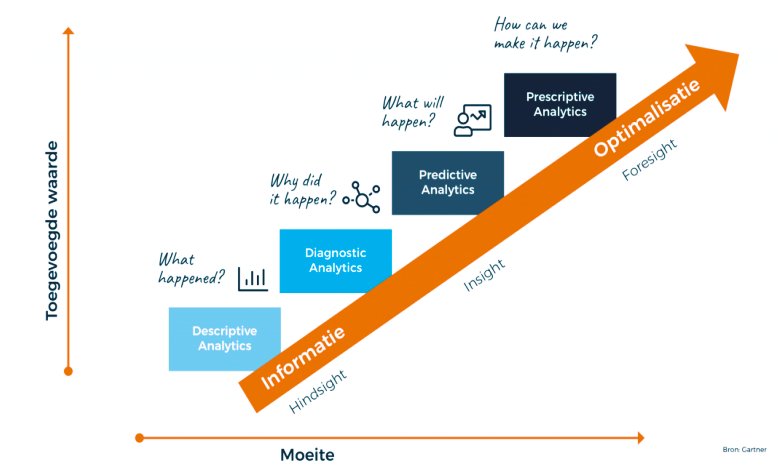 How can we
make it happen?
Prescriptive
Analytics
What will
happen?
Predictive
Analytics
Why did
it happen?
Diagnostic
Analytics
What
happened?
Descriptive
Analytics
Informatie
Optimalisatie
Hindsight
Insight
Foresight
Toegevoegde waarde
Moeite
Bron: Gartner